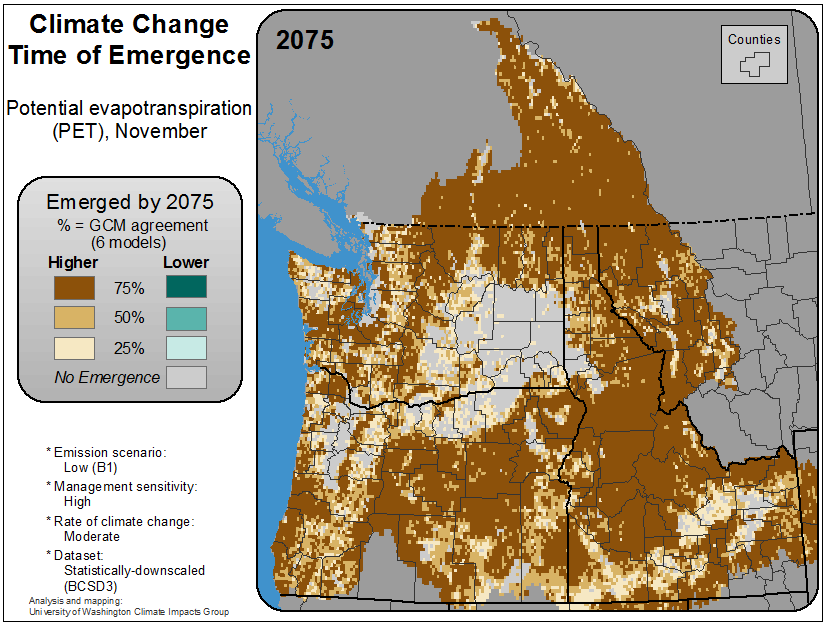 Climate Change
Time of Emergence
Potential evapotranspiration
(PET), November
Emerged by 2075
% = GCM agreement
(6 models)
Higher Lower
75%
50%
25%
No Emergence
* Emission scenario:
Low (B1)
* Management sensitivity:
High
* Rate of climate change:
Moderate
* Dataset:
Statistically-downscaled
(BCSD3)
Analysis and mapping:
University of Washington Climate Impacts Group
2075
Counties